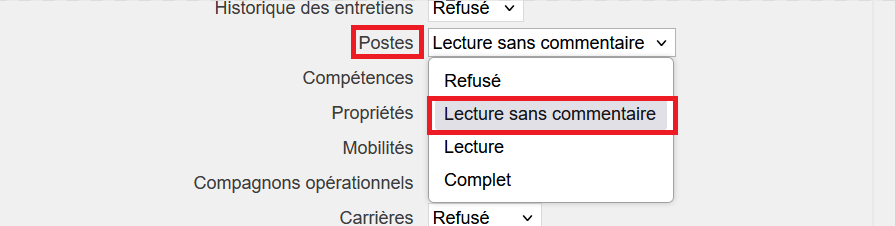 Historique des entretiens Refusé
Postes Lecture sans commentaire
Compétences Refusé
Propriétés Lecture sans commentaire
Mobilités Lecture
Compagnons opérationnels Complet
Carrières Refusé